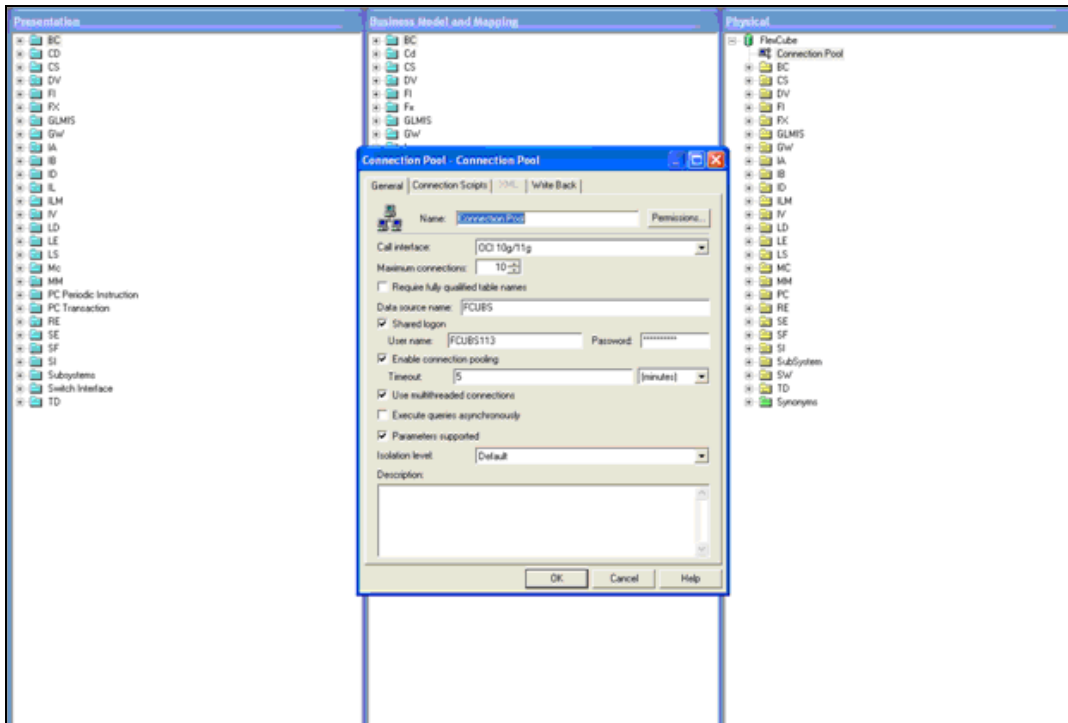 Presentation
BC
CD
CS
DV
FI
FX
GLMIS
GW
IA
IB
ID
IL
ILM
IV
LD
LE
LS
Mc
MM
PC Periodic Instruction
PC Transaction
RE
SE
SF
SI
Subsystems
Switch Interface
TD
Business Model and Mapping
BC
Cd
CS
DV
FI
Fx
GLMIS
GW
Physical
FlexCube
Connection Pool
BC
CS
DV
FI
FX
GLMIS
GW
IA
IB
ID
ILM
IV
LD
LE
LS
MC
MM
PC
RE
SE
SF
SI
SubSystem
SW
TD
Synonyms
Connection Pool - Connection Pool
General Connection Scripts XML Write Back
Name: Connection Pool Permissions...
Call interface: OCI 10g/11g
Maximum connections: 10
Require fully qualified table names
Data source name: FCUBS
Shared logon
User name: FCUBS113 Password: *********
Enable connection pooling
Timeout: 5 (minutes)
Use multithreaded connections
Execute queries asynchronously
Parameters supported
Isolation level: Default
Description:
OK Cancel Help